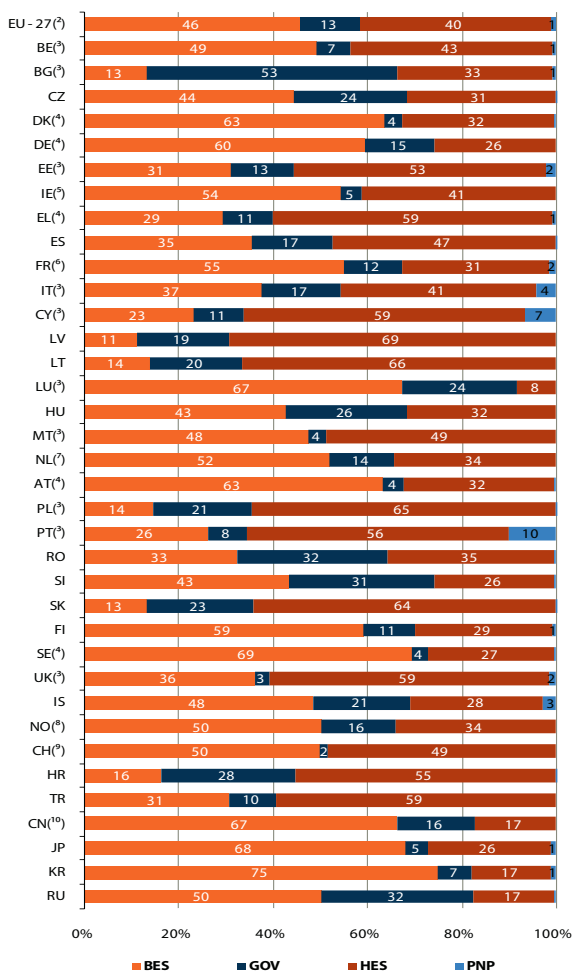 EU - 27(²) 46 13 40 1
BE(³) 49 7 43 1
BG(³) 13 53 33 1
CZ 44 24 31
DK(⁴) 63 4 32
DE(⁴) 60 15 26
EE(³) 31 13 53 2
IE(⁵) 54 5 41
EL(⁴) 29 11 59 1
ES 35 17 47
FR(⁶) 55 12 31 2
IT(³) 37 17 41 4
CY(³) 23 11 59 7
LV 11 19 69
LT 14 20 66
LU(³) 67 24 8
HU 43 26 32
MT(³) 48 4 49
NL(⁷) 52 14 34
AT(⁴) 63 4 32
PL(³) 14 21 65
PT(³) 26 8 56 10
RO 33 32 35
SI 43 31 26
SK 13 23 64
FI 59 11 29 1
SE(⁴) 69 4 27
UK(³) 36 3 59 2
IS 48 21 28 3
NO(⁸) 50 16 34
CH(⁹) 50 2 49
HR 16 28 55
TR 31 10 59
CN(¹⁰) 67 16 17
JP 68 5 26 1
KR 75 7 17 1
RU 50 32 17
0% 20% 40% 60% 80% 100%
BES GOV HES PNP